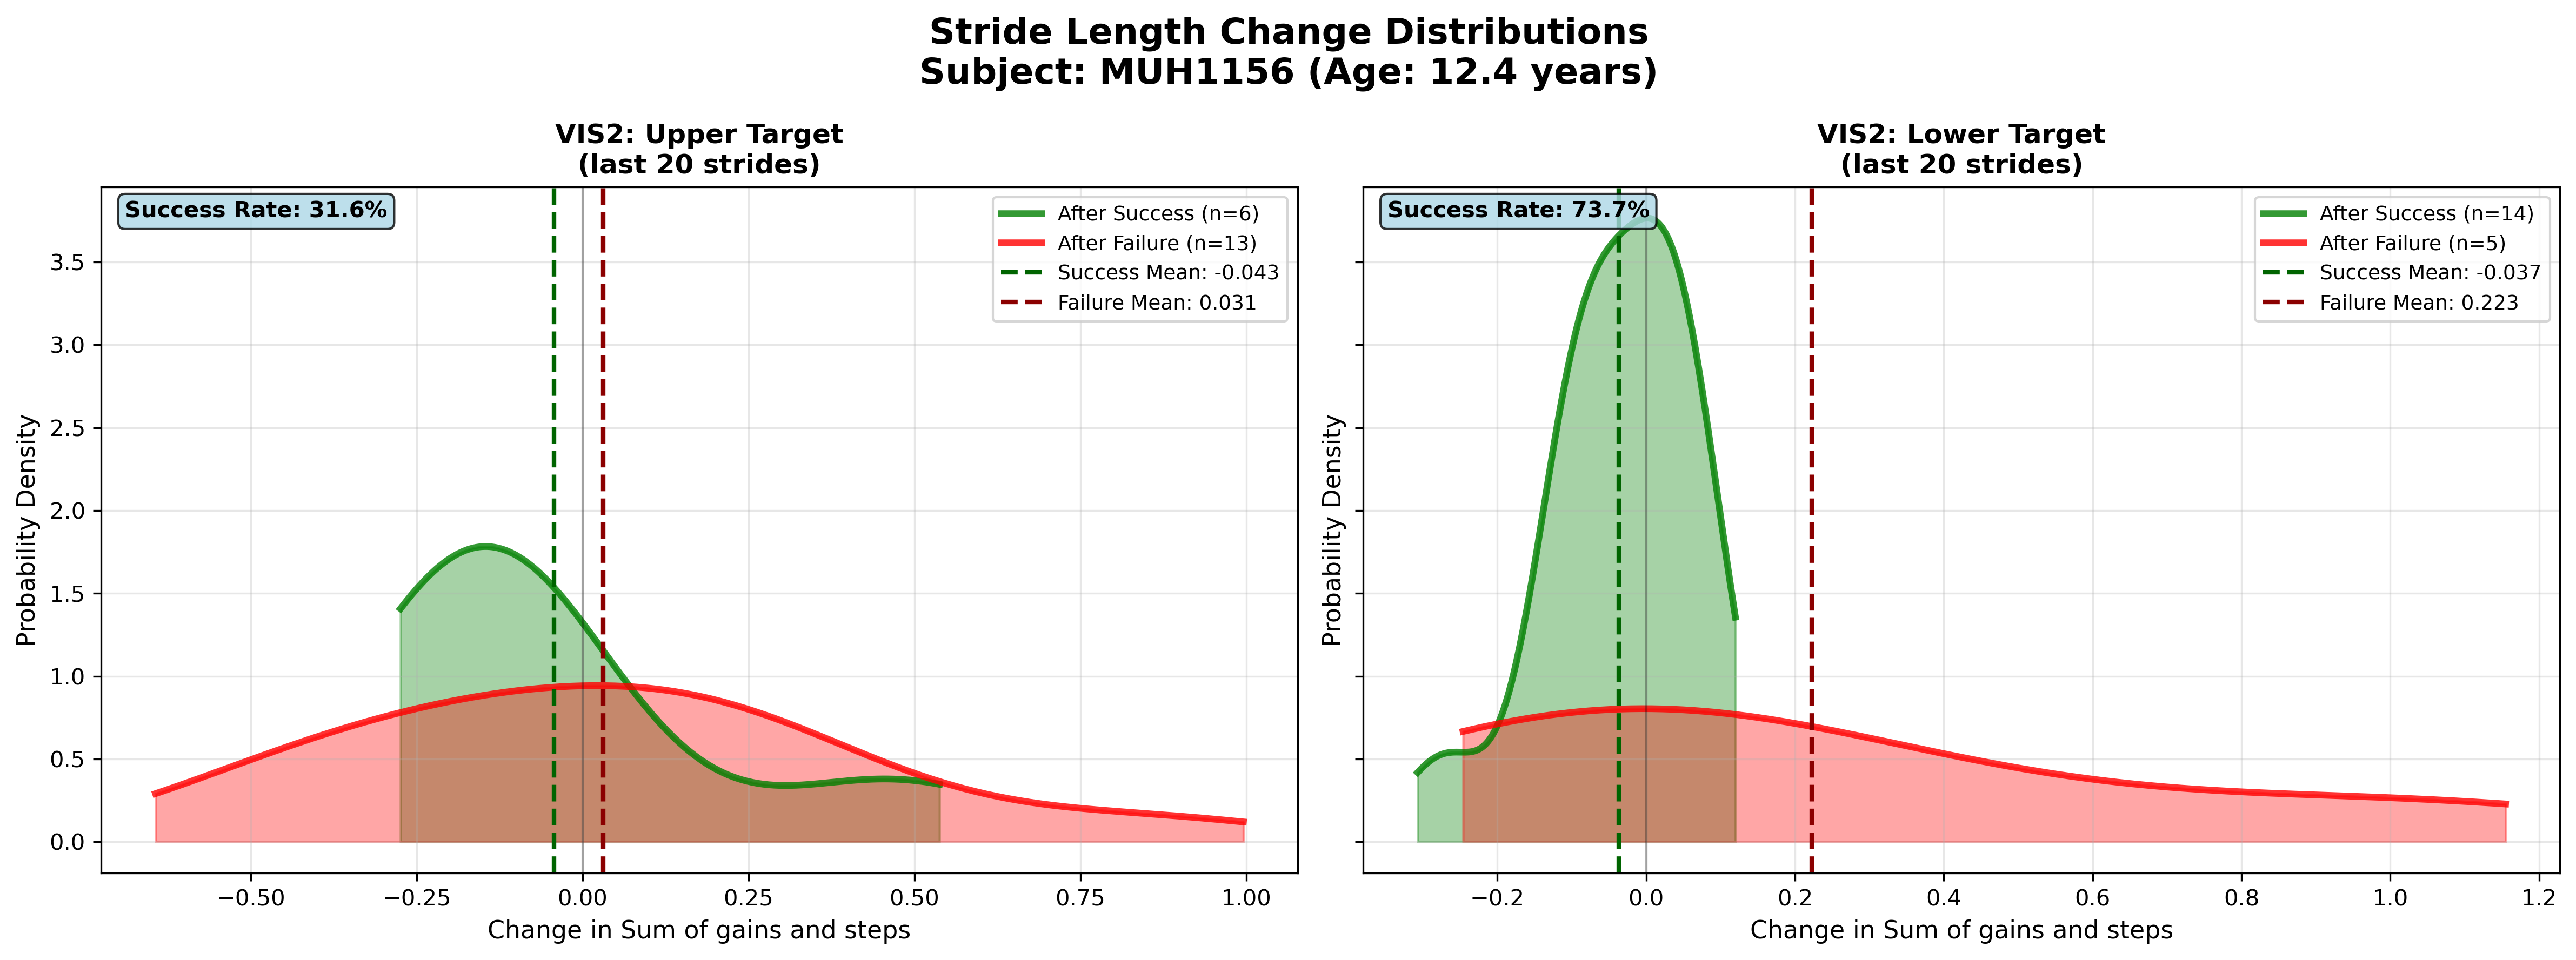 Stride Length Change Distributions
Subject: MUH1156 (Age: 12.4 years)
VIS2: Upper Target
(last 20 strides)
Success Rate: 31.6%
After Success (n=6)
After Failure (n=13)
Success Mean: -0.043
Failure Mean: 0.031
Probability Density
3.5
3.0
2.5
2.0
1.5
1.0
0.5
0.0
−0.50
−0.25
0.00
0.25
0.50
0.75
1.00
Change in Sum of gains and steps
VIS2: Lower Target
(last 20 strides)
Success Rate: 73.7%
After Success (n=14)
After Failure (n=5)
Success Mean: -0.037
Failure Mean: 0.223
Probability Density
−0.2
0.0
0.2
0.4
0.6
0.8
1.0
1.2
Change in Sum of gains and steps